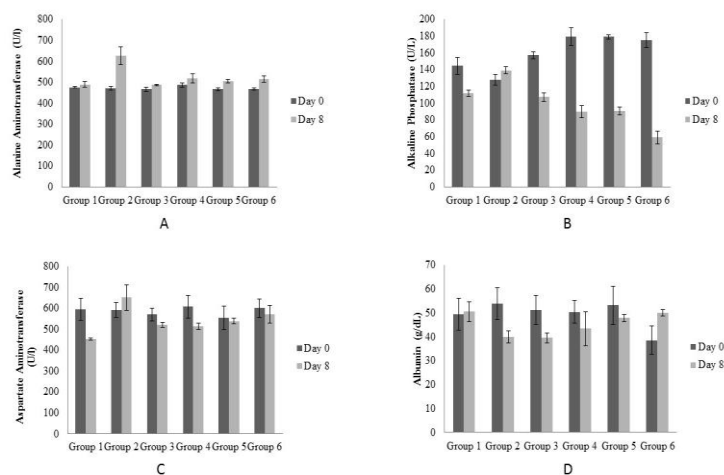 Alanine Aminotransferase
(U/l)
800
700
600
500
400
300
200
100
0
Group 1 Group 2 Group 3 Group 4 Group 5 Group 6
Day 0
Day 8
A
Alkaline Phosphatase (U/L)
200
180
160
140
120
100
80
60
40
20
0
Group 1 Group 2 Group 3 Group 4 Group 5 Group 6
Day 0
Day 8
B
Aspartate Aminotransferase
(U/l)
800
700
600
500
400
300
200
100
0
Group 1 Group 2 Group 3 Group 4 Group 5 Group 6
Day 0
Day 8
C
Albumin (g/dL)
70
60
50
40
30
20
10
0
Group 1 Group 2 Group 3 Group 4 Group 5 Group 6
Day 0
Day 8
D